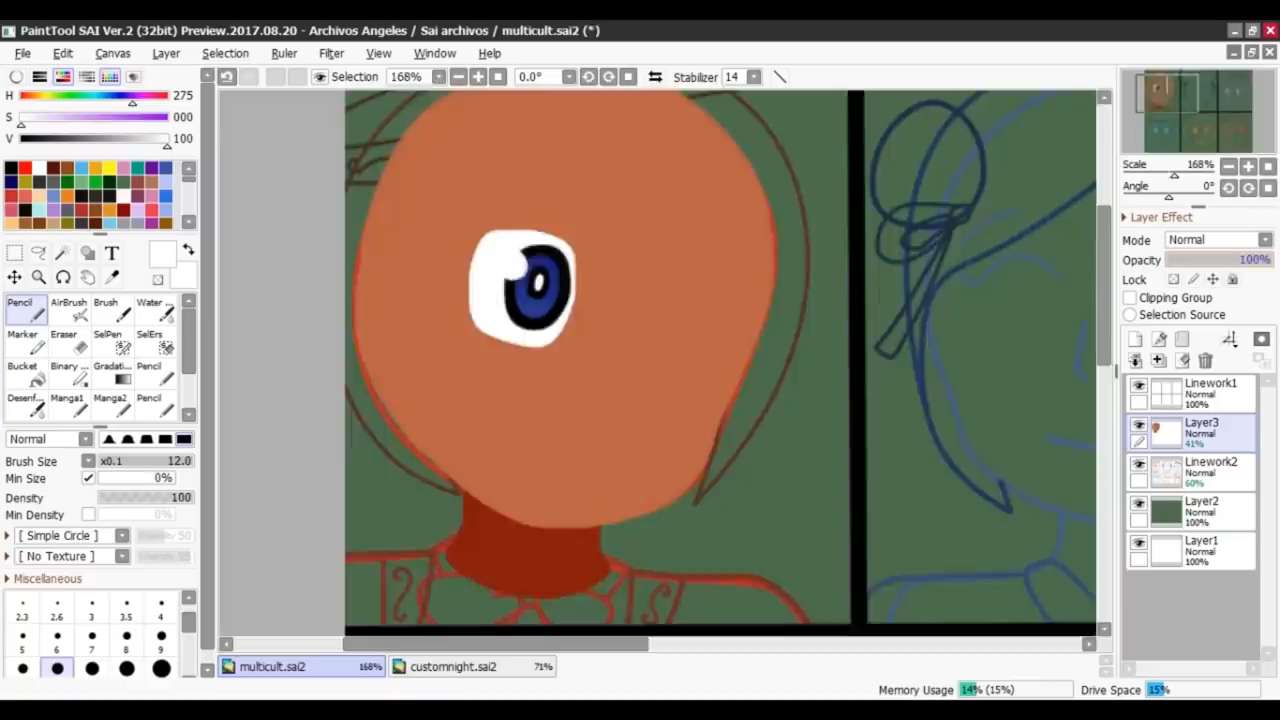 PaintTool SAI Ver.2 (32bit) Preview.2017.08.20 - Archivos Angeles / Sai archivos / multicult.sai2 (*)
File Edit Canvas Layer Selection Ruler Filter View Window Help
Selection 168% 0.0° Stabilizer 14
H 275
S 000
V 100
T
Pencil AirBrush Brush Water ...
Marker Eraser SelPen SelErs
Bucket Binary ... Gradati... Pencil
Desenf... Manga1 Manga2 Pencil
Normal
Brush Size x0.1 12.0
Min Size 0%
Density 100
Min Density 0%
[ Simple Circle ] Intensity 50
[ No Texture ]
Miscellaneous
2.3 2.6 3 3.5 4
5 6 7 8 9
multicult.sai2 168%
customnight.sai2 71%
Scale 168%
Angle 0°
Layer Effect
Mode Normal
Opacity 100%
Lock
Clipping Group
Selection Source
Linework1
Normal
100%
Layer3
Normal
41%
Linework2
Normal
60%
Layer2
Normal
100%
Layer1
Normal
100%
Memory Usage 14% (15%) Drive Space 15%